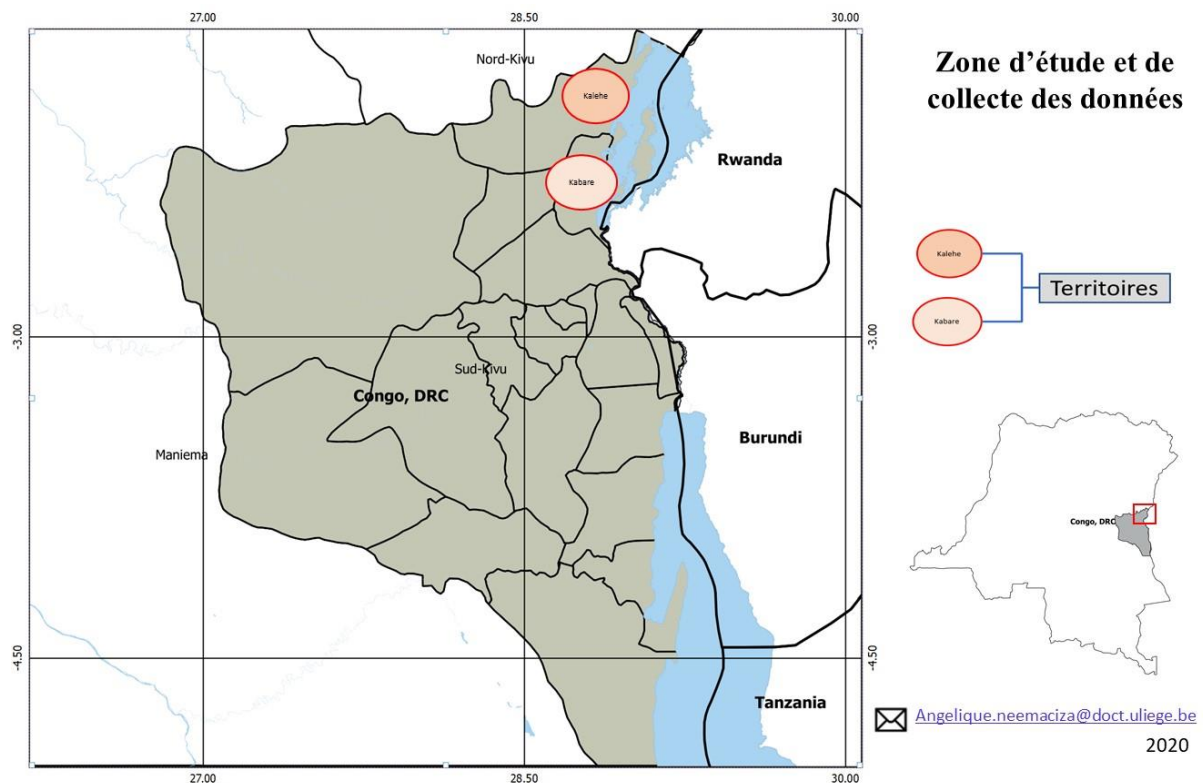 27.00
28.50
30.00
Zone d’étude et de
collecte des données
Nord-Kivu
Kalehe
Rwanda
Kabare
Kalehe
Territoires
Kabare
-3.00
-3.00
Sud-Kivu
Congo, DRC
Burundi
Maniema
Congo, DRC
-4.50
-4.50
Tanzania
Angelique.neemaciza@doct.uliege.be
2020
27.00
28.50
30.00